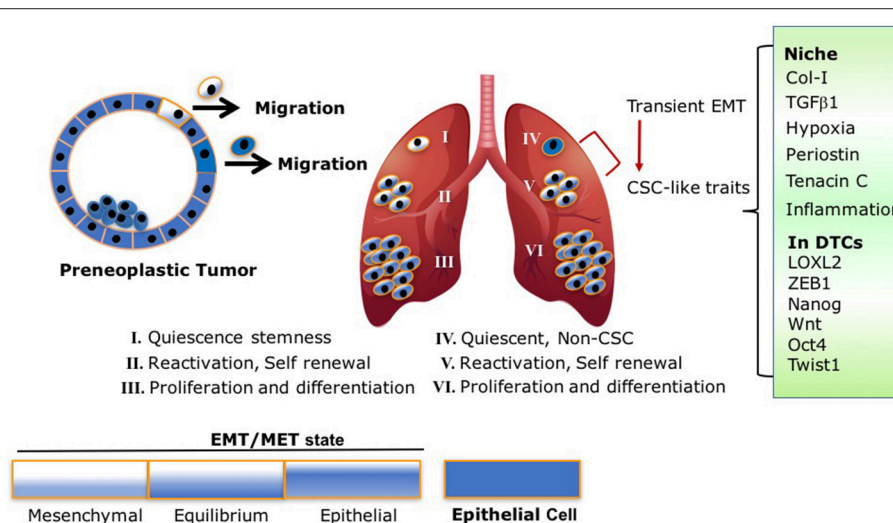 Migration
Migration
Preneoplastic Tumor
I
II
III
IV
V
VI
Transient EMT
CSC-like traits
Niche
Col-I
TGFβ1
Hypoxia
Periostin
Tenacin C
Inflammation
In DTCs
LOXL2
ZEB1
Nanog
Wnt
Oct4
Twist1
I. Quiescence stemness
II. Reactivation, Self renewal
III. Proliferation and differentiation
IV. Quiescent, Non-CSC
V. Reactivation, Self renewal
VI. Proliferation and differentiation
EMT/MET state
Mesenchymal
Equilibrium
Epithelial
Epithelial Cell